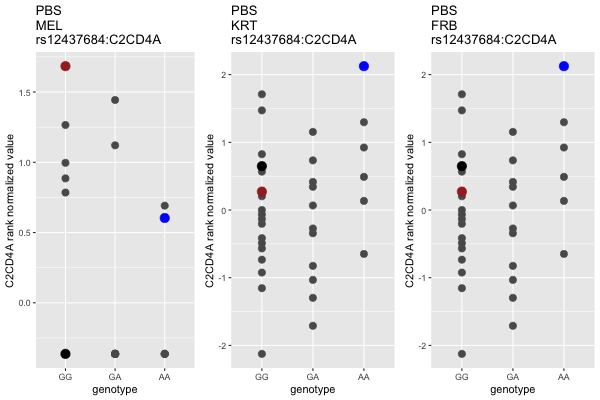 PBS
MEL
rs12437684:C2CD4A
C2CD4A rank normalized value
1.5
1.0
0.5
0.0
GG GA AA
genotype
PBS
KRT
rs12437684:C2CD4A
C2CD4A rank normalized value
2
1
0
-1
-2
GG GA AA
genotype
PBS
FRB
rs12437684:C2CD4A
C2CD4A rank normalized value
2
1
0
-1
-2
GG GA AA
genotype